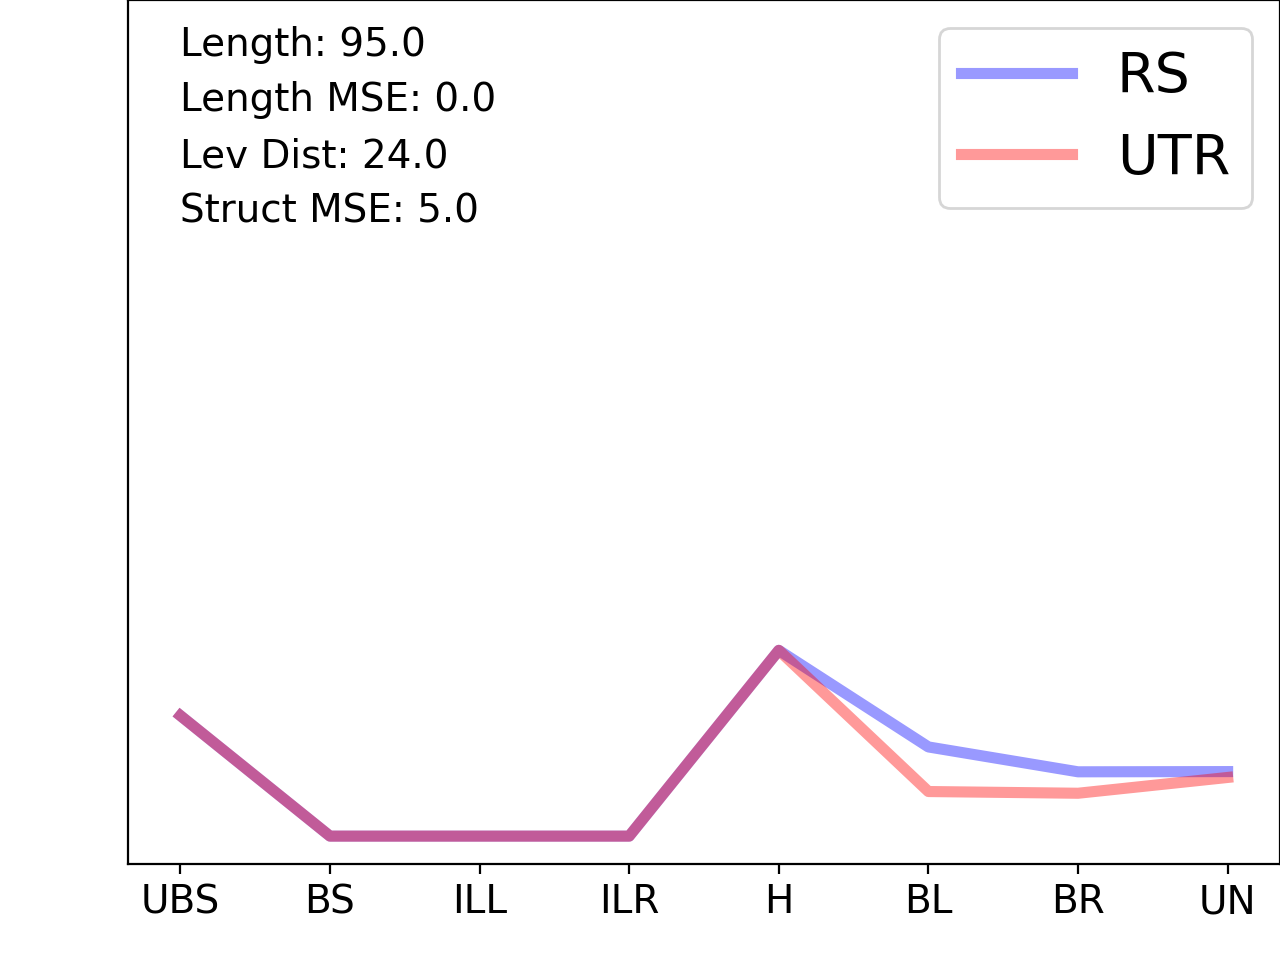 Length: 95.0
Length MSE: 0.0
Lev Dist: 24.0
Struct MSE: 5.0
RS
UTR
UBS BS ILL ILR H BL BR UN